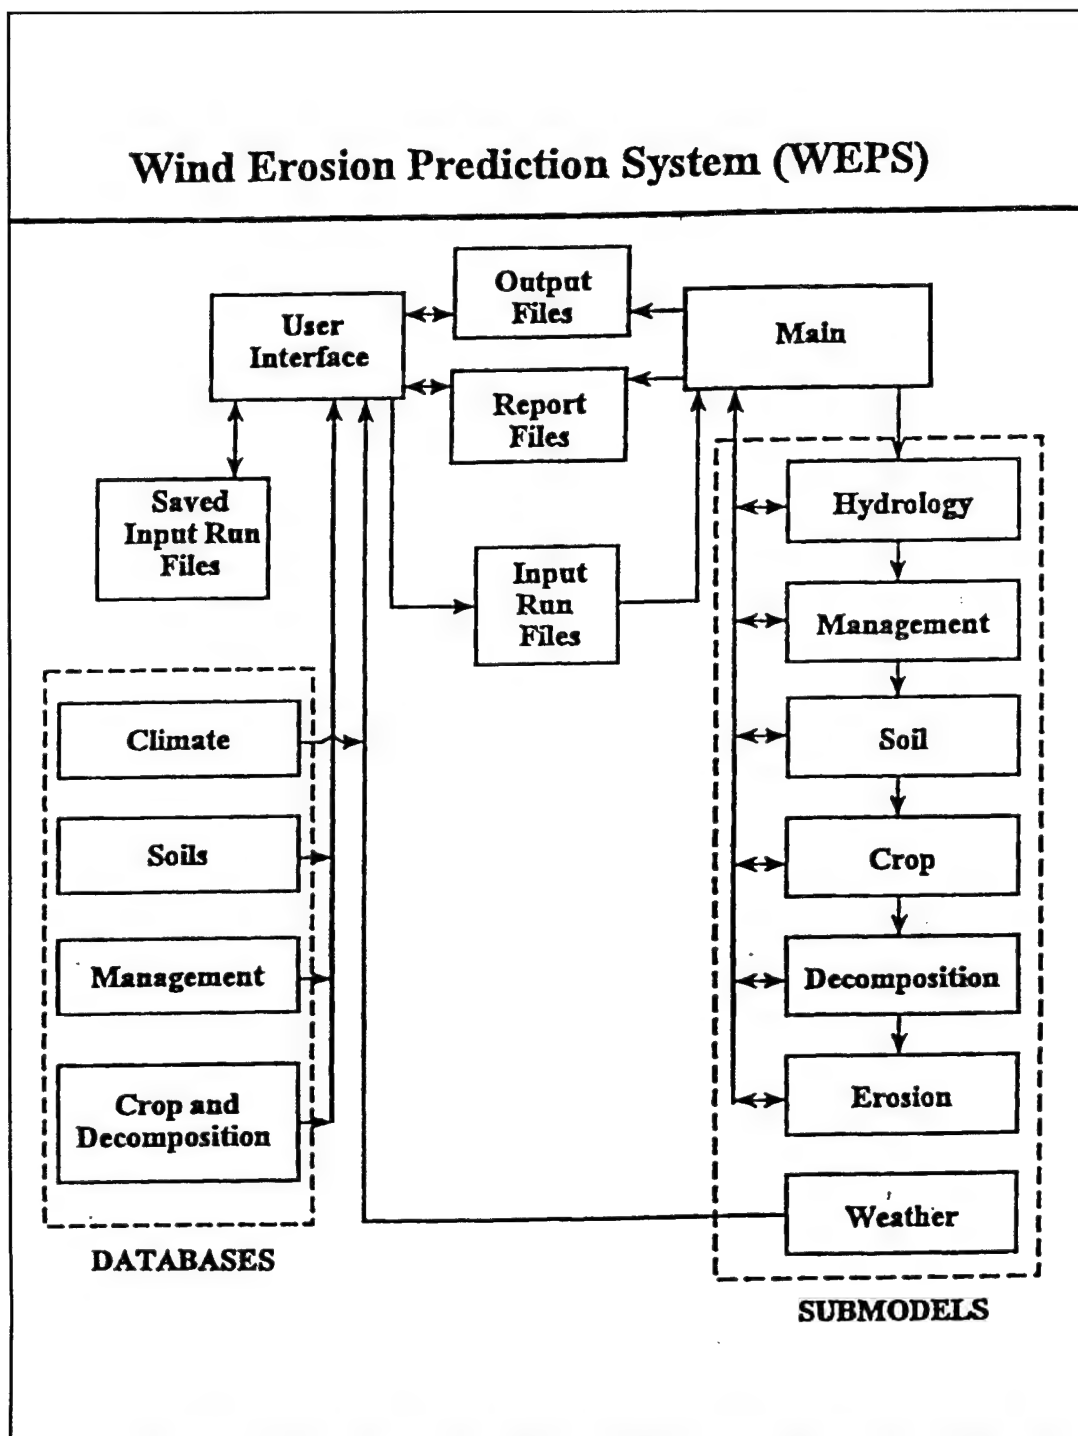 Wind Erosion Prediction System (WEPS)
Output
Files
User
Interface
Main
Report
Files
Saved
Input Run
Files
Input
Run
Files
Hydrology
Management
Soil
Crop
Decomposition
Erosion
Weather
SUBMODELS
Climate
Soils
Management
Crop and
Decomposition
DATABASES